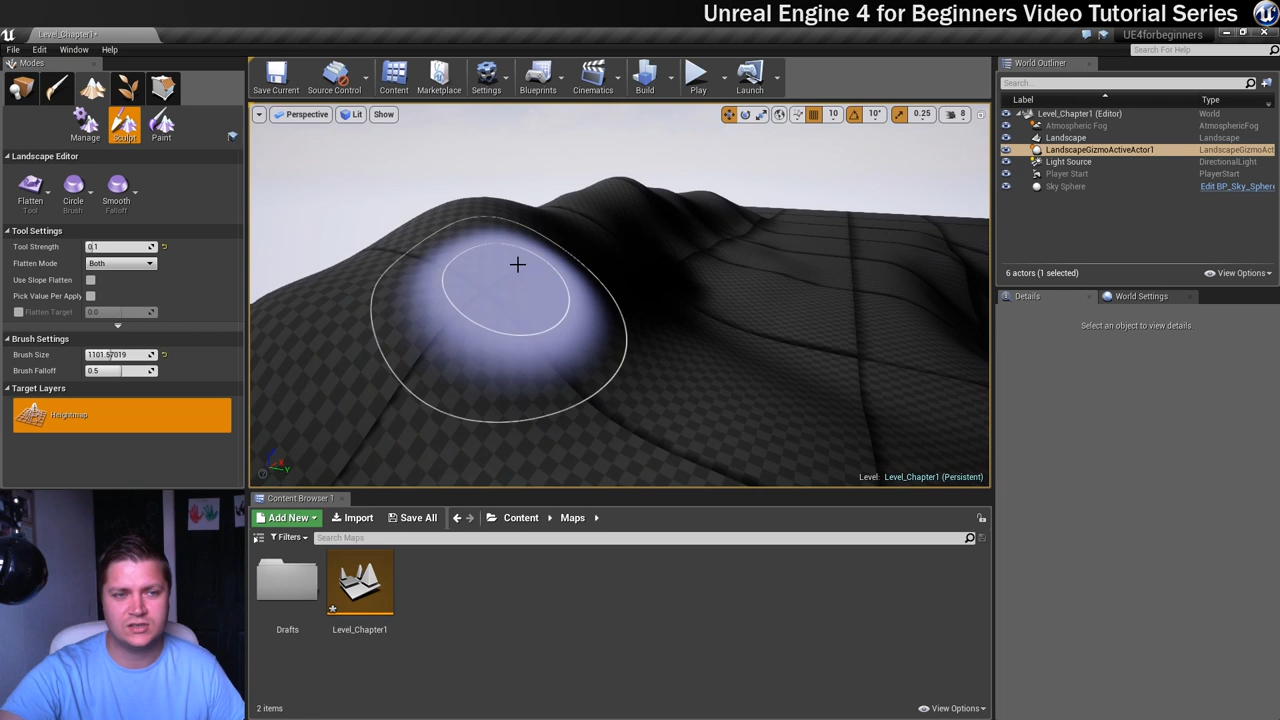 Unreal Engine 4 for Beginners Video Tutorial Series
Level_Chapter1*
UE4forbeginners
File Edit Window Help
Search For Help
Modes
Manage Sculpt Paint
Landscape Editor
Flatten Circle Smooth
Tool Brush Falloff
Tool Settings
Tool Strength 0.1
Flatten Mode Both
Use Slope Flatten
Pick Value Per Apply
Flatten Target 0.0
Brush Settings
Brush Size 1101.57019
Brush Falloff 0.5
Target Layers
Heightmap
Save Current Source Control Content Marketplace Settings Blueprints Cinematics Build Play Launch
Perspective Lit Show 10 10° 0.25 8
Level: Level_Chapter1 (Persistent)
World Outliner
Search...
Label Type
Level_Chapter1 (Editor) World
Atmospheric Fog AtmosphericFog
Landscape Landscape
LandscapeGizmoActiveActor1 LandscapeGizmoAct
Light Source DirectionalLight
Player Start PlayerStart
Sky Sphere Edit BP_Sky_Sphere
6 actors (1 selected) View Options
Details World Settings
Select an object to view details.
Content Browser 1
Add New Import Save All Content Maps
Filters Search Maps
Drafts Level_Chapter1
2 items View Options